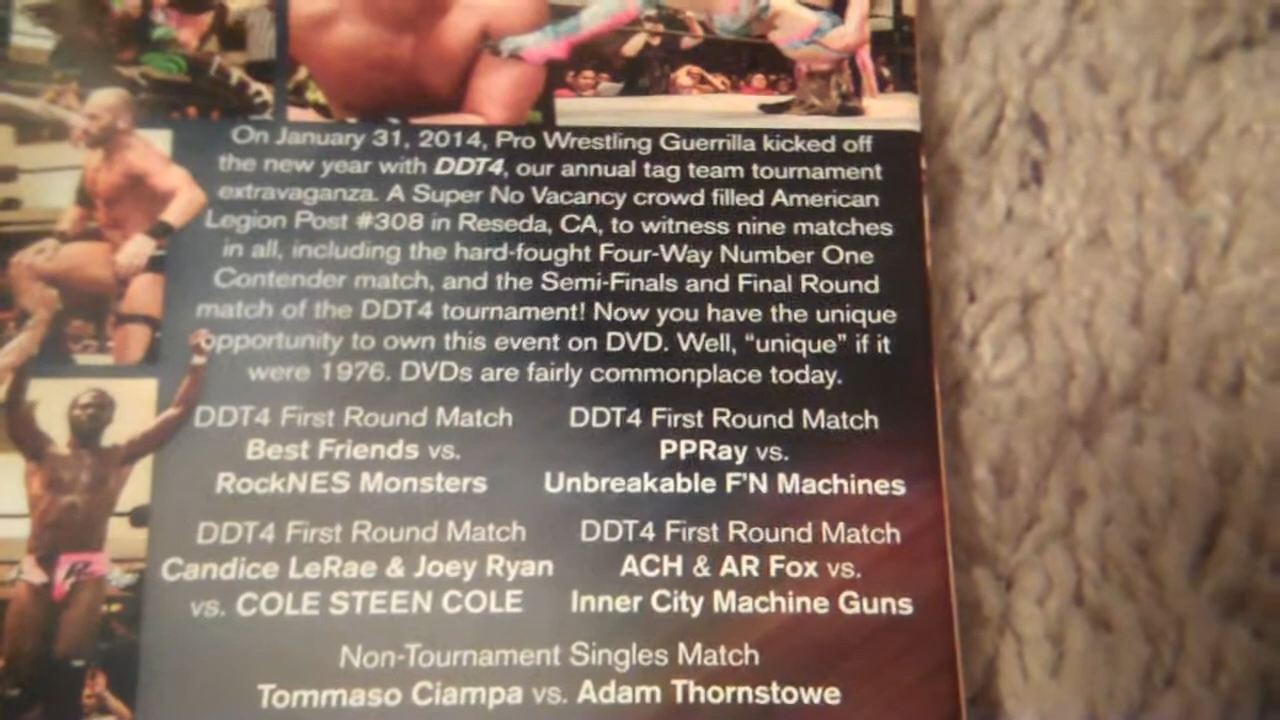 On January 31, 2014, Pro Wrestling Guerrilla kicked off
the new year with DDT4, our annual tag team tournament
extravaganza. A Super No Vacancy crowd filled American
Legion Post #308 in Reseda, CA, to witness nine matches
in all, including the hard-fought Four-Way Number One
Contender match, and the Semi-Finals and Final Round
match of the DDT4 tournament! Now you have the unique
opportunity to own this event on DVD. Well, “unique” if it
were 1976. DVDs are fairly commonplace today.
DDT4 First Round Match
Best Friends vs.
RockNES Monsters
DDT4 First Round Match
PPRay vs.
Unbreakable F'N Machines
DDT4 First Round Match
Candice LeRae & Joey Ryan
vs. COLE STEEN COLE
DDT4 First Round Match
ACH & AR Fox vs.
Inner City Machine Guns
Non-Tournament Singles Match
Tommaso Ciampa vs. Adam Thornstowe